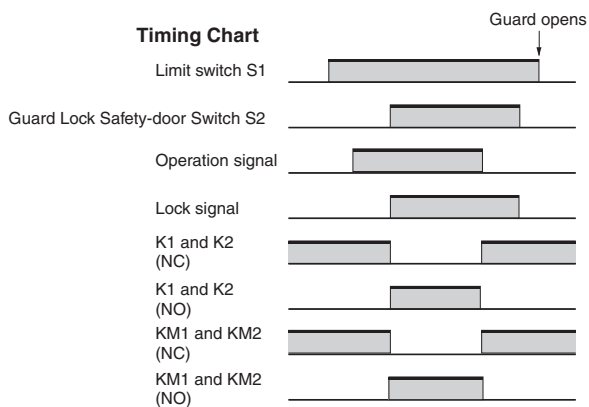 Guard opens
Timing Chart
Limit switch S1
Guard Lock Safety-door Switch S2
Operation signal
Lock signal
K1 and K2
(NC)
K1 and K2
(NO)
KM1 and KM2
(NC)
KM1 and KM2
(NO)